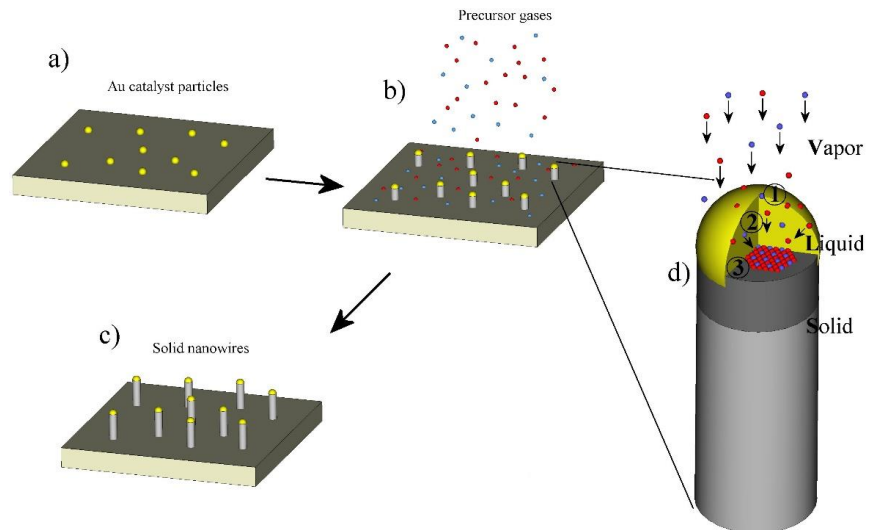 Precursor gases
a)
Au catalyst particles
b)
Vapor
①
②
Liquid
③
d)
Solid
c)
Solid nanowires